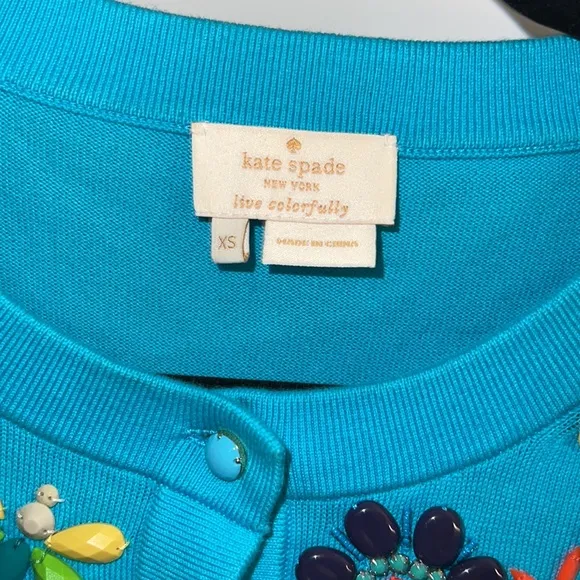 kate spade
NEW YORK
live colorfully
XS
MADE IN CHINA